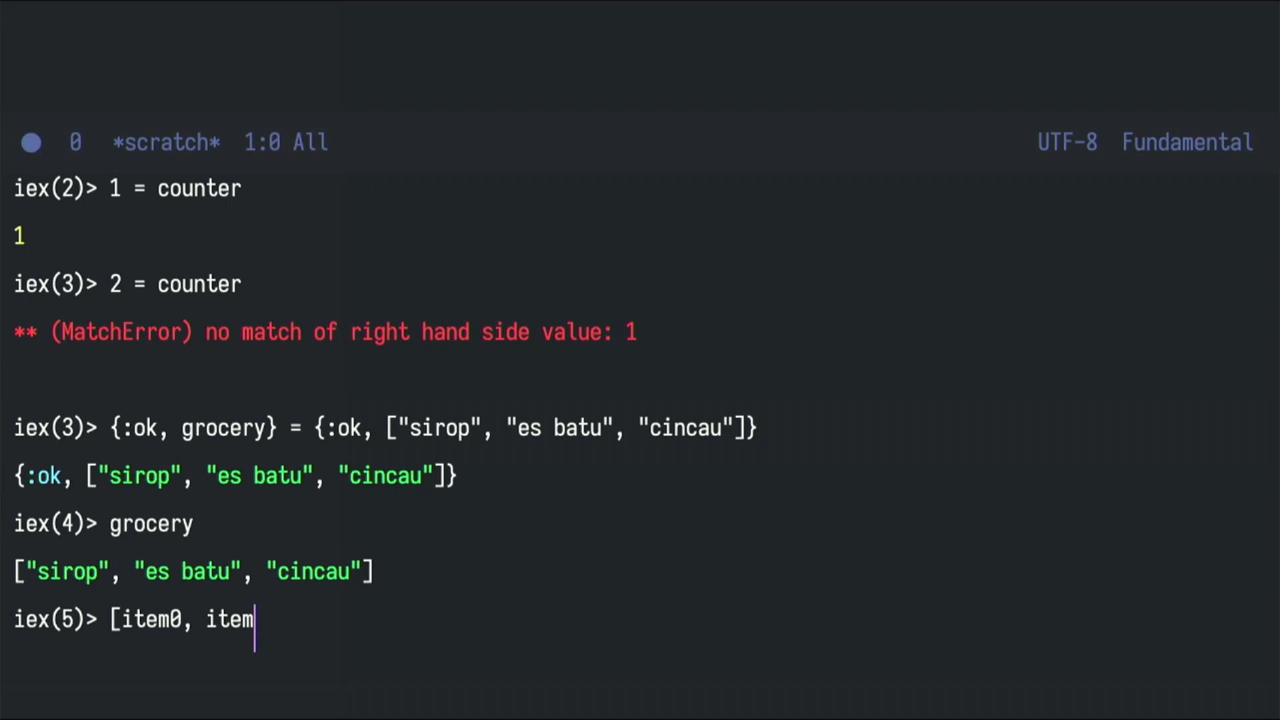 0 *scratch* 1:0 All UTF-8 Fundamental
iex(2)> 1 = counter
1
iex(3)> 2 = counter
** (MatchError) no match of right hand side value: 1
iex(3)> {:ok, grocery} = {:ok, ["sirop", "es batu", "cincau"]}
{:ok, ["sirop", "es batu", "cincau"]}
iex(4)> grocery
["sirop", "es batu", "cincau"]
iex(5)> [item0, item